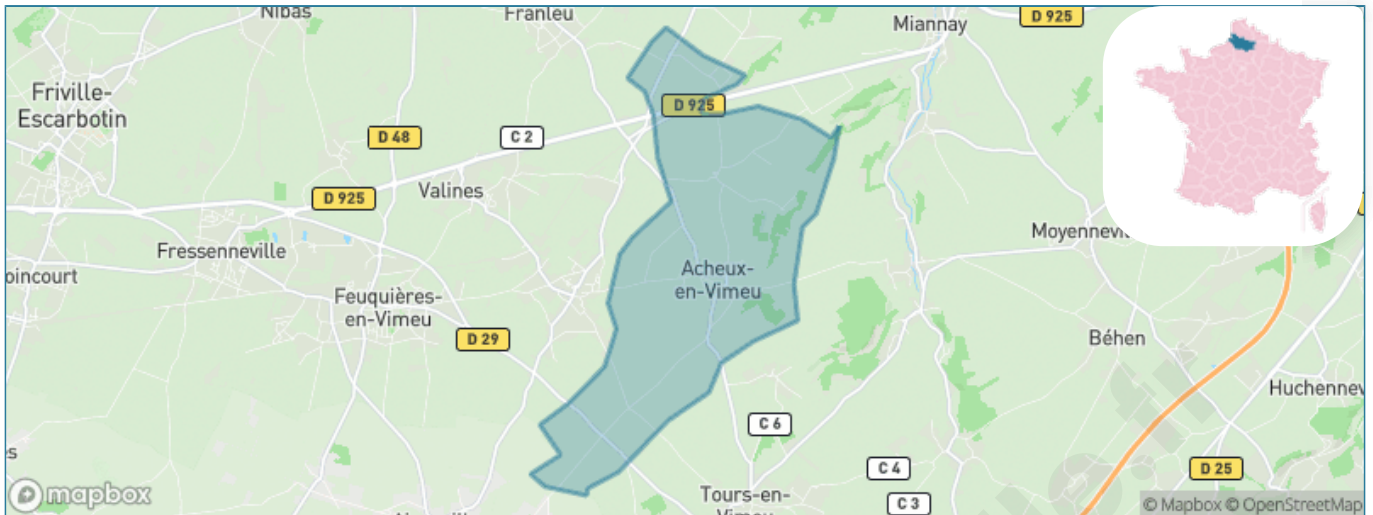 Nibas
Franleu
Miannay
D 925
Friville-
Escarbotin
D 925
D 48
C 2
Valines
D 925
Fressenneville
Moyennevi
oincourt
Acheux-
en-Vimeu
Feuquières-
en-Vimeu
D 29
Béhen
Huchennev
C 6
es
C 4
D 25
Tours-en-
Vimeu
C 3
mapbox
© Mapbox © OpenStreetMap